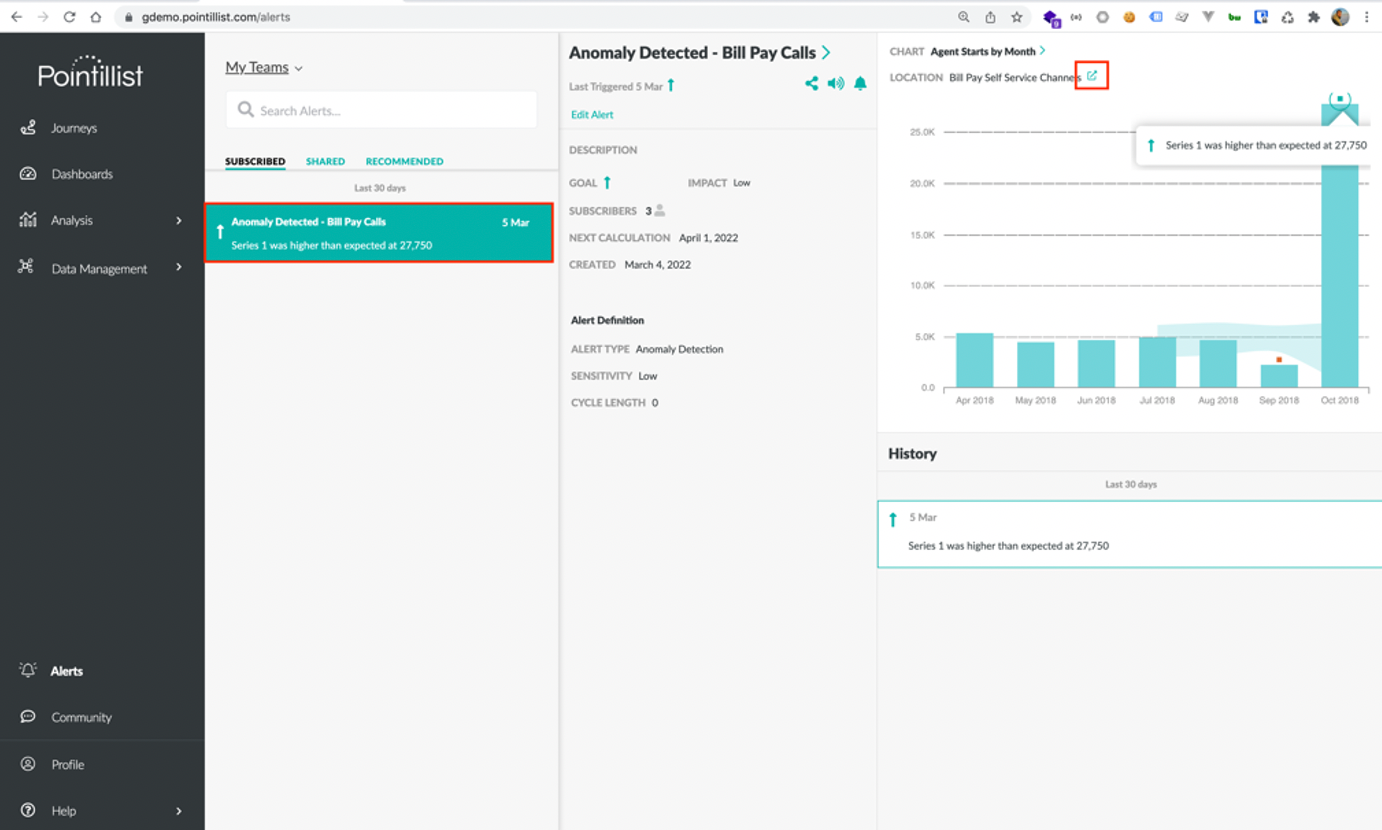 gdemo.pointillist.com/alerts
9
Pointillist
Journeys
Dashboards
Analysis
Data Management
Alerts
Community
Profile
Help
My Teams
Search Alerts...
SUBSCRIBED SHARED RECOMMENDED
Last 30 days
Anomaly Detected - Bill Pay Calls 5 Mar
Series 1 was higher than expected at 27,750
Anomaly Detected - Bill Pay Calls
Last Triggered 5 Mar
Edit Alert
DESCRIPTION
GOAL IMPACT Low
SUBSCRIBERS 3
NEXT CALCULATION April 1, 2022
CREATED March 4, 2022
Alert Definition
ALERT TYPE Anomaly Detection
SENSITIVITY Low
CYCLE LENGTH 0
CHART Agent Starts by Month
LOCATION Bill Pay Self Service Channels
Series 1 was higher than expected at 27,750
25.0K
20.0K
15.0K
10.0K
5.0K
0.0
Apr 2018 May 2018 Jun 2018 Jul 2018 Aug 2018 Sep 2018 Oct 2018
History
Last 30 days
5 Mar
Series 1 was higher than expected at 27,750